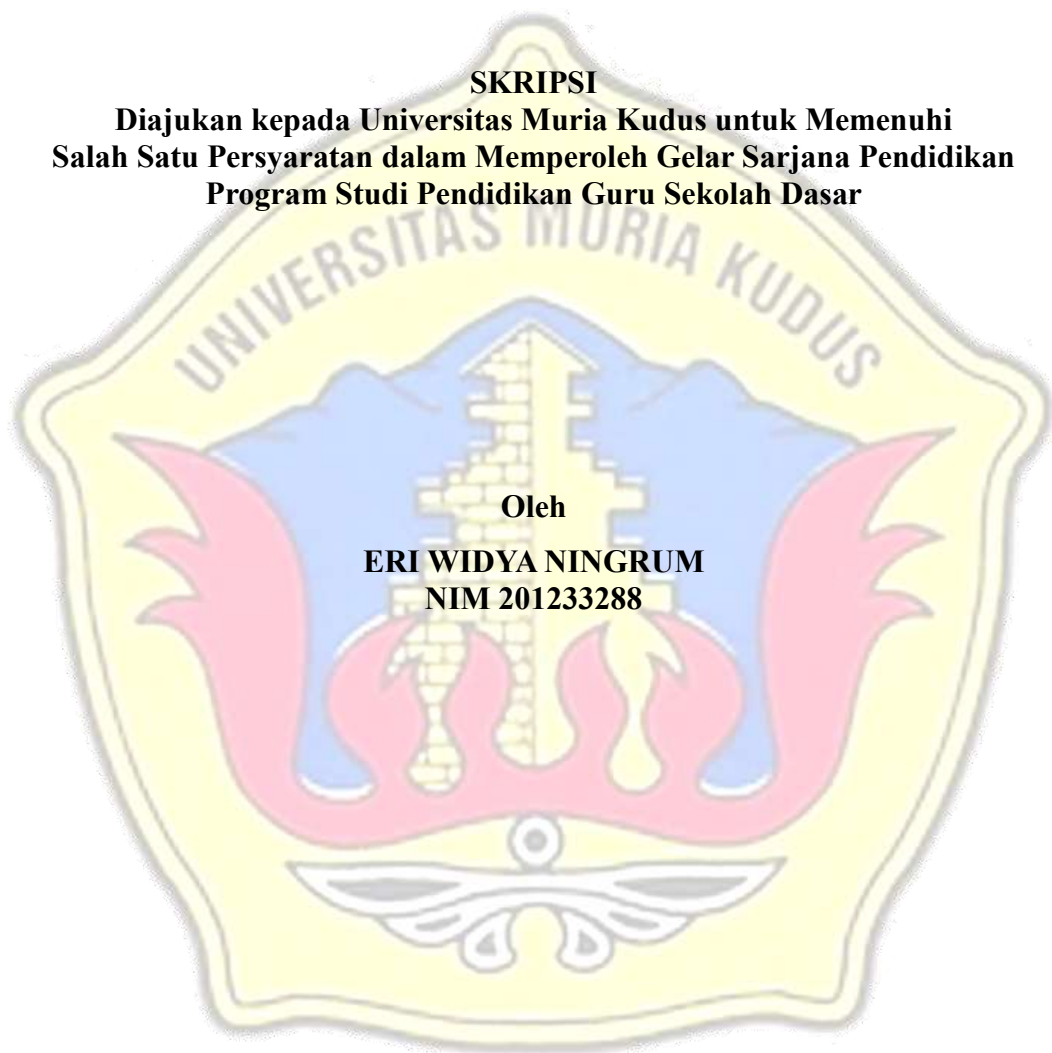 SKRIPSI
Diajukan kepada Universitas Muria Kudus untuk Memenuhi
Salah Satu Persyaratan dalam Memperoleh Gelar Sarjana Pendidikan
Program Studi Pendidikan Guru Sekolah Dasar
UNIVERSITAS MURIA KUDUS
Oleh
ERI WIDYA NINGRUM
NIM 201233288